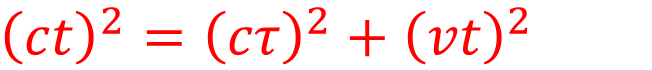 (𝑐𝑡)² = (𝑐𝜏)² + (𝑣𝑡)²